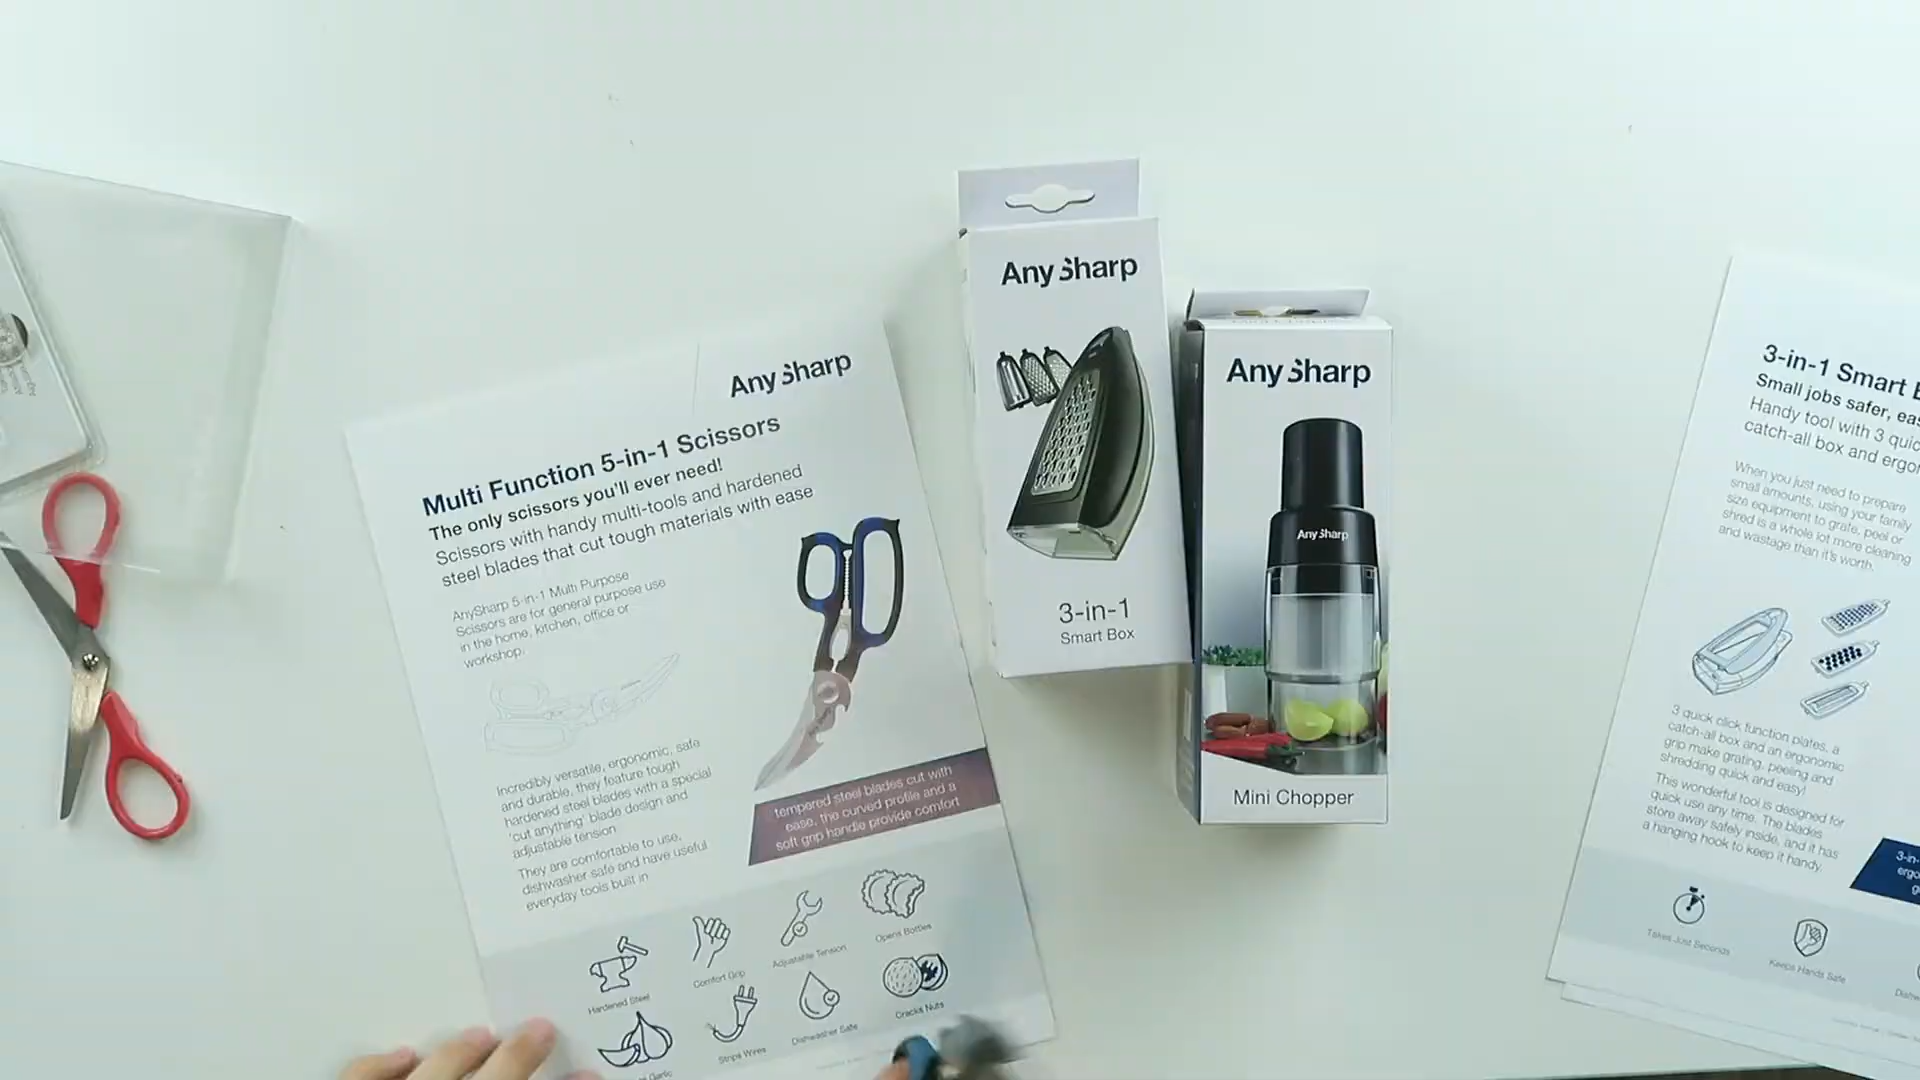 AnySharp
Multi Function 5-in-1 Scissors
The only scissors you'll ever need!
Scissors with handy multi-tools and hardened
steel blades that cut tough materials with ease
AnySharp 5-in-1 Multi Purpose
Scissors are for general purpose use
in the home, kitchen, office or
workshop.
Incredibly versatile, ergonomic, safe
and durable, they feature tough
hardened steel blades with a special
'cut anything' blade design and
adjustable tension
They are comfortable to use,
dishwasher safe and have useful
everyday tools built in
tempered steel blades cut with
ease, the curved profile and a
soft grip handle provide comfort
Hardened Steel
Comfort Grip
Adjustable Tension
Opens Bottles
Garlic
Strips Wires
Dishwasher Safe
Cracks Nuts
AnySharp
3-in-1
Smart Box
AnySharp
AnySharp
Mini Chopper
3-in-1 Smart
Small jobs safer,
Handy tool with 3
catch-all box and
When you just need to prepare
small amounts, using your family
size equipment to grate, peel or
shred is a whole lot more cleaning
and wastage than it's worth.
3 quick click function plates, a
catch-all box and an ergonomic
grip make grating, peeling and
shredding quick and easy!
This wonderful tool is designed for
quick use any time. The blades
store away safely inside, and it has
a hanging hook to keep it handy.
3-in-
Takes Just Seconds
Keeps Hands Safe